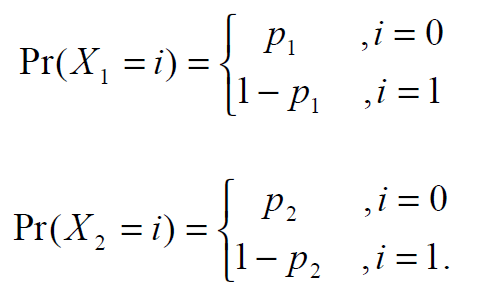 Pr(X₁ = i) = { p₁ , i = 0
1 − p₁ , i = 1
Pr(X₂ = i) = { p₂ , i = 0
1 − p₂ , i = 1.